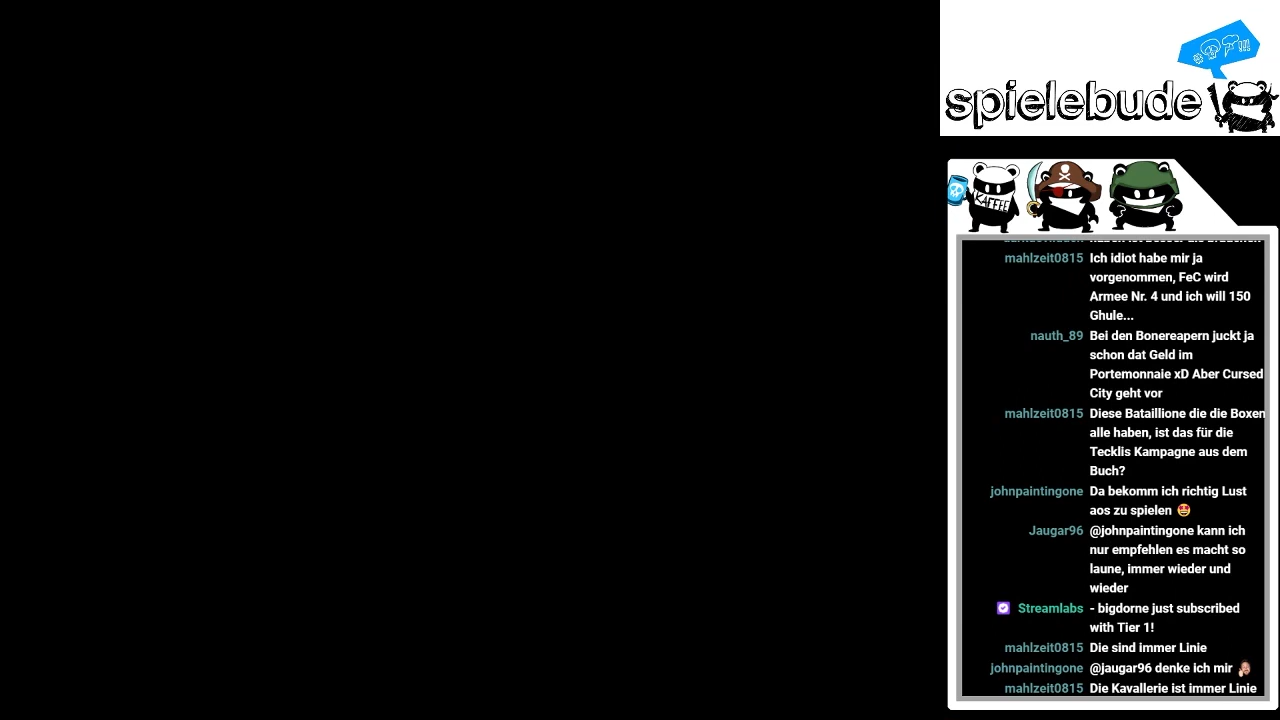 spielebude
KAFFEE
mahlzeit0815 Ich idiot habe mir ja
vorgenommen, FeC wird
Armee Nr. 4 und ich will 150
Ghule...
nauth_89 Bei den Bonereapern juckt ja
schon dat Geld im
Portemonnaie xD Aber Cursed
City geht vor
mahlzeit0815 Diese Bataillione die die Boxen
alle haben, ist das für die
Tecklis Kampagne aus dem
Buch?
johnpaintingone Da bekomm ich richtig Lust
aos zu spielen 🤩
Jaugar96 @johnpaintingone kann ich
nur empfehlen es macht so
laune, immer wieder und
wieder
Streamlabs - bigdorne just subscribed
with Tier 1!
mahlzeit0815 Die sind immer Linie
johnpaintingone @jaugar96 denke ich mir
mahlzeit0815 Die Kavallerie ist immer Linie